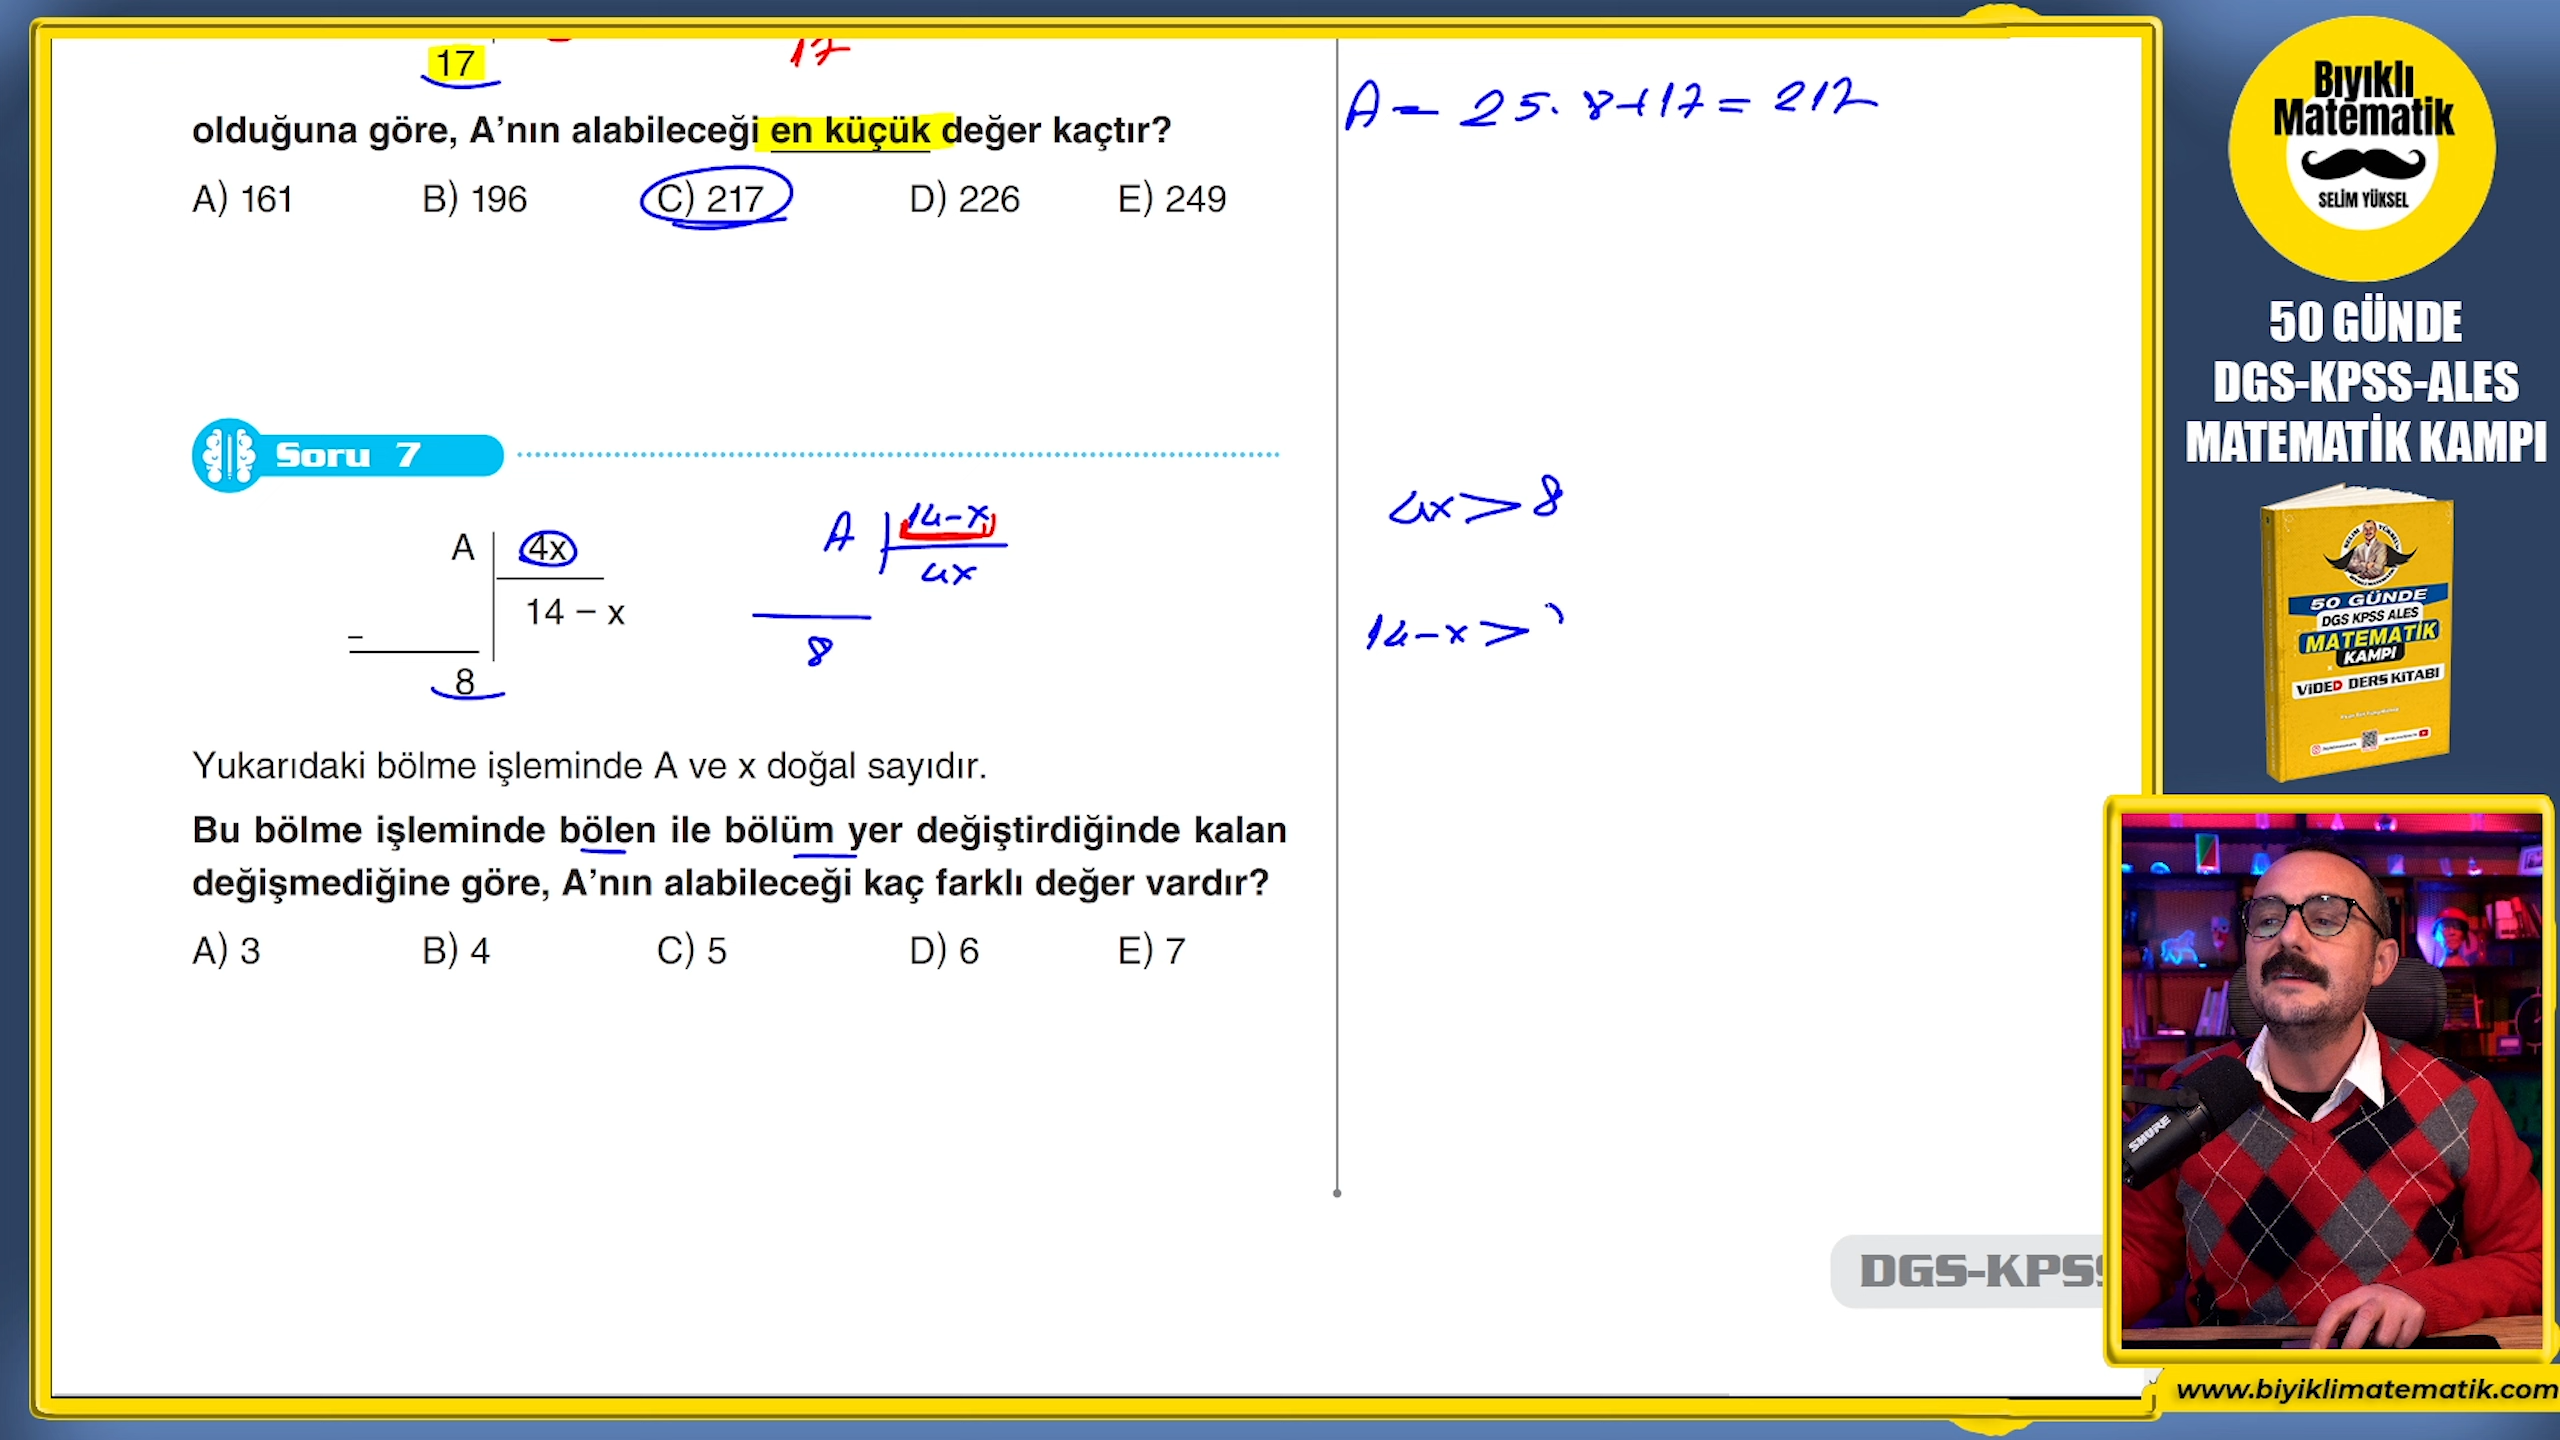 17
17
olduğuna göre, A'nın alabileceği en küçük değer kaçtır?
A) 161 B) 196 C) 217 D) 226 E) 249
A = 25. 8+17 = 217
Soru 7
A 4x
14 – x
–
8
A 14-x
4x
8
4x > 8
14-x >
Yukarıdaki bölme işleminde A ve x doğal sayıdır.
Bu bölme işleminde bölen ile bölüm yer değiştirdiğinde kalan
değişmediğine göre, A'nın alabileceği kaç farklı değer vardır?
A) 3 B) 4 C) 5 D) 6 E) 7
DGS-KPSS
Bıyıklı
Matematik
SELİM YÜKSEL
50 GÜNDE
DGS-KPSS-ALES
MATEMATİK KAMPI
50 GÜNDE
DGS KPSS ALES
MATEMATİK
KAMPI
VİDEO DERS KİTABI
SHURE
www.biyiklimatematik.com